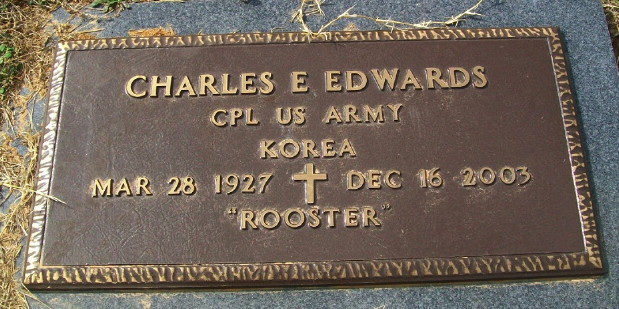 CHARLES E EDWARDS
CPL US ARMY
KOREA
MAR 28 1927 DEC 16 2003
"ROOSTER"